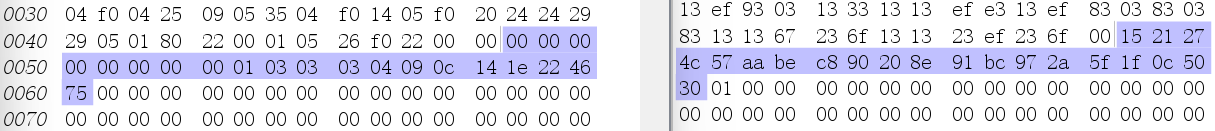 0030 04 f0 04 25 09 05 35 04 f0 14 05 f0 20 24 24 29
0040 29 05 01 80 22 00 01 05 26 f0 22 00 00 00 00 00
0050 00 00 00 00 00 01 03 03 03 04 09 0c 14 1e 22 46
0060 75 00 00 00 00 00 00 00 00 00 00 00 00 00 00 00
0070 00 00 00 00 00 00 00 00 00 00 00 00 00 00 00 00
13 ef 93 03 13 33 13 13 ef e3 13 ef 83 03 83 03
83 13 13 67 23 6f 13 13 23 ef 23 6f 00 15 21 27
4c 57 aa be c8 90 20 8e 91 bc 97 2a 5f 1f 0c 50
30 01 00 00 00 00 00 00 00 00 00 00 00 00 00 00
00 00 00 00 00 00 00 00 00 00 00 00 00 00 00 00